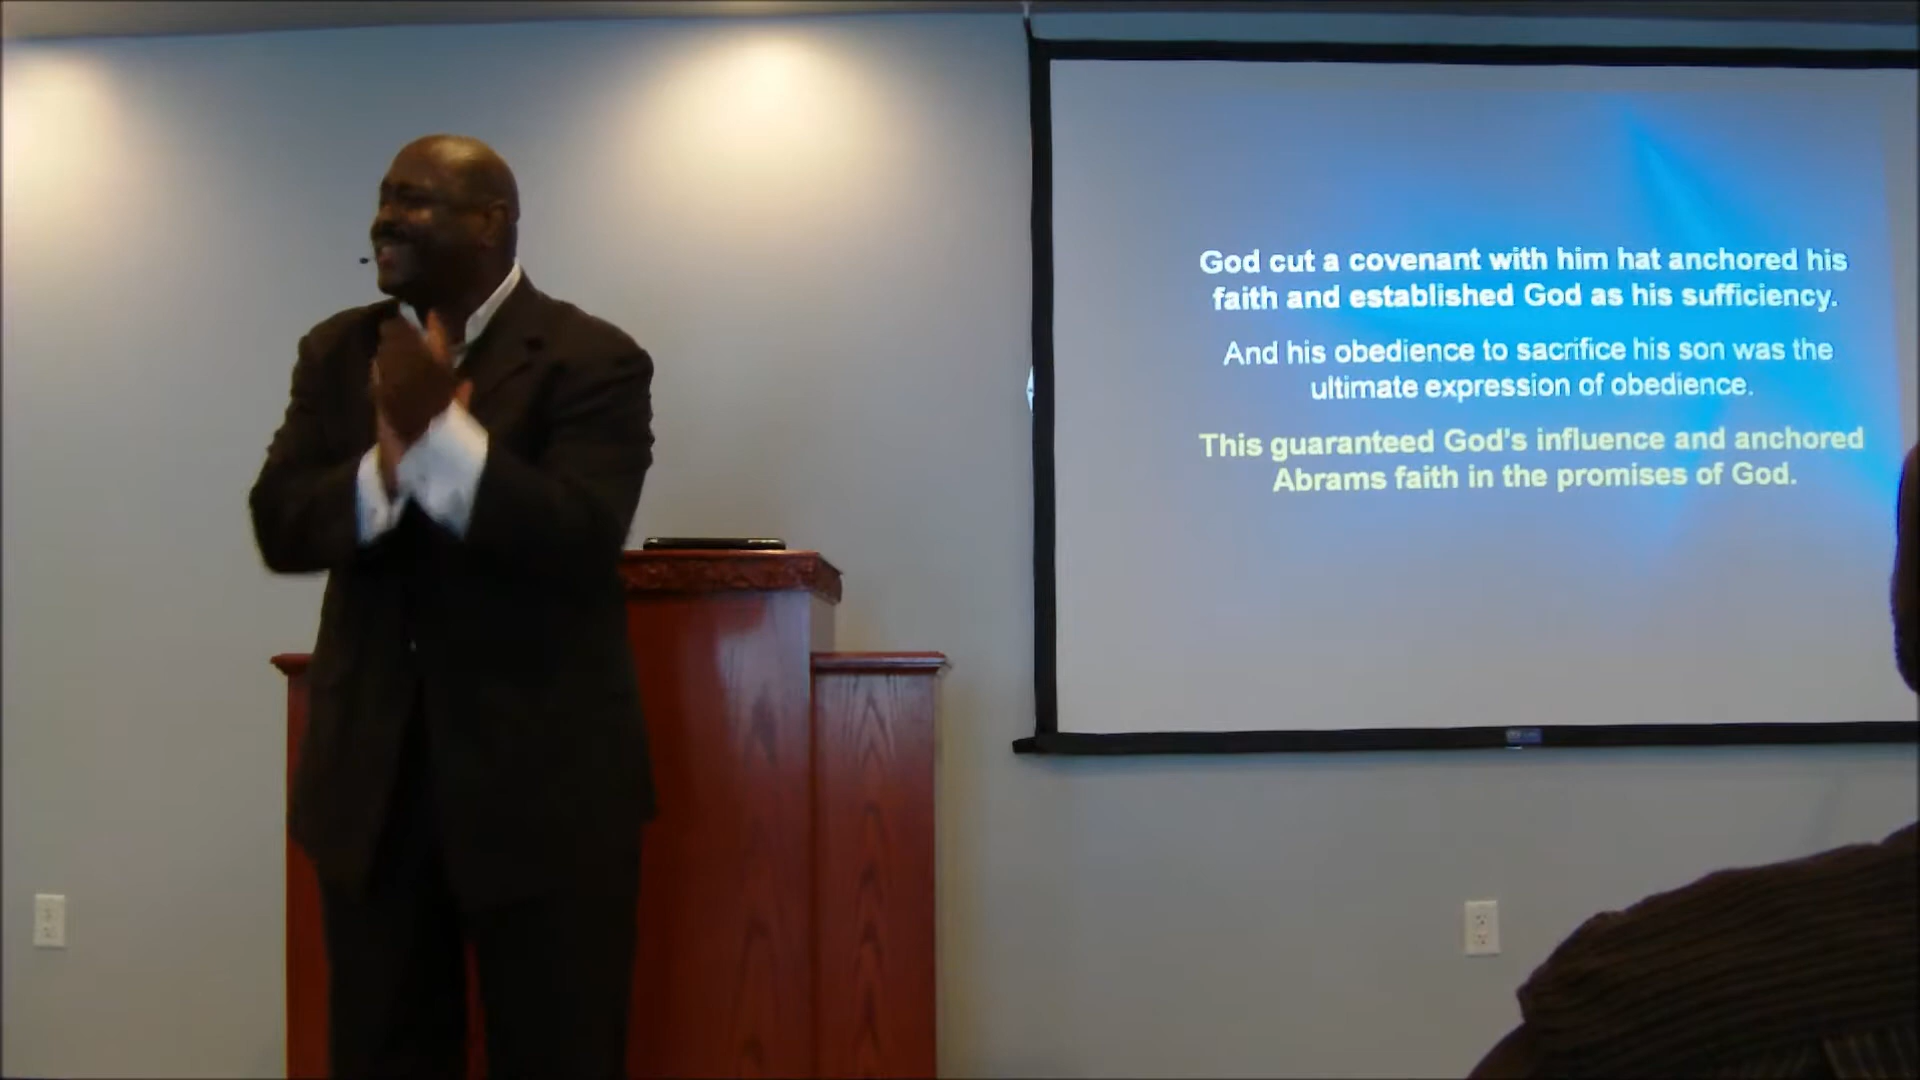 God cut a covenant with him hat anchored his
faith and established God as his sufficiency.
And his obedience to sacrifice his son was the
ultimate expression of obedience.
This guaranteed God's influence and anchored
Abrams faith in the promises of God.